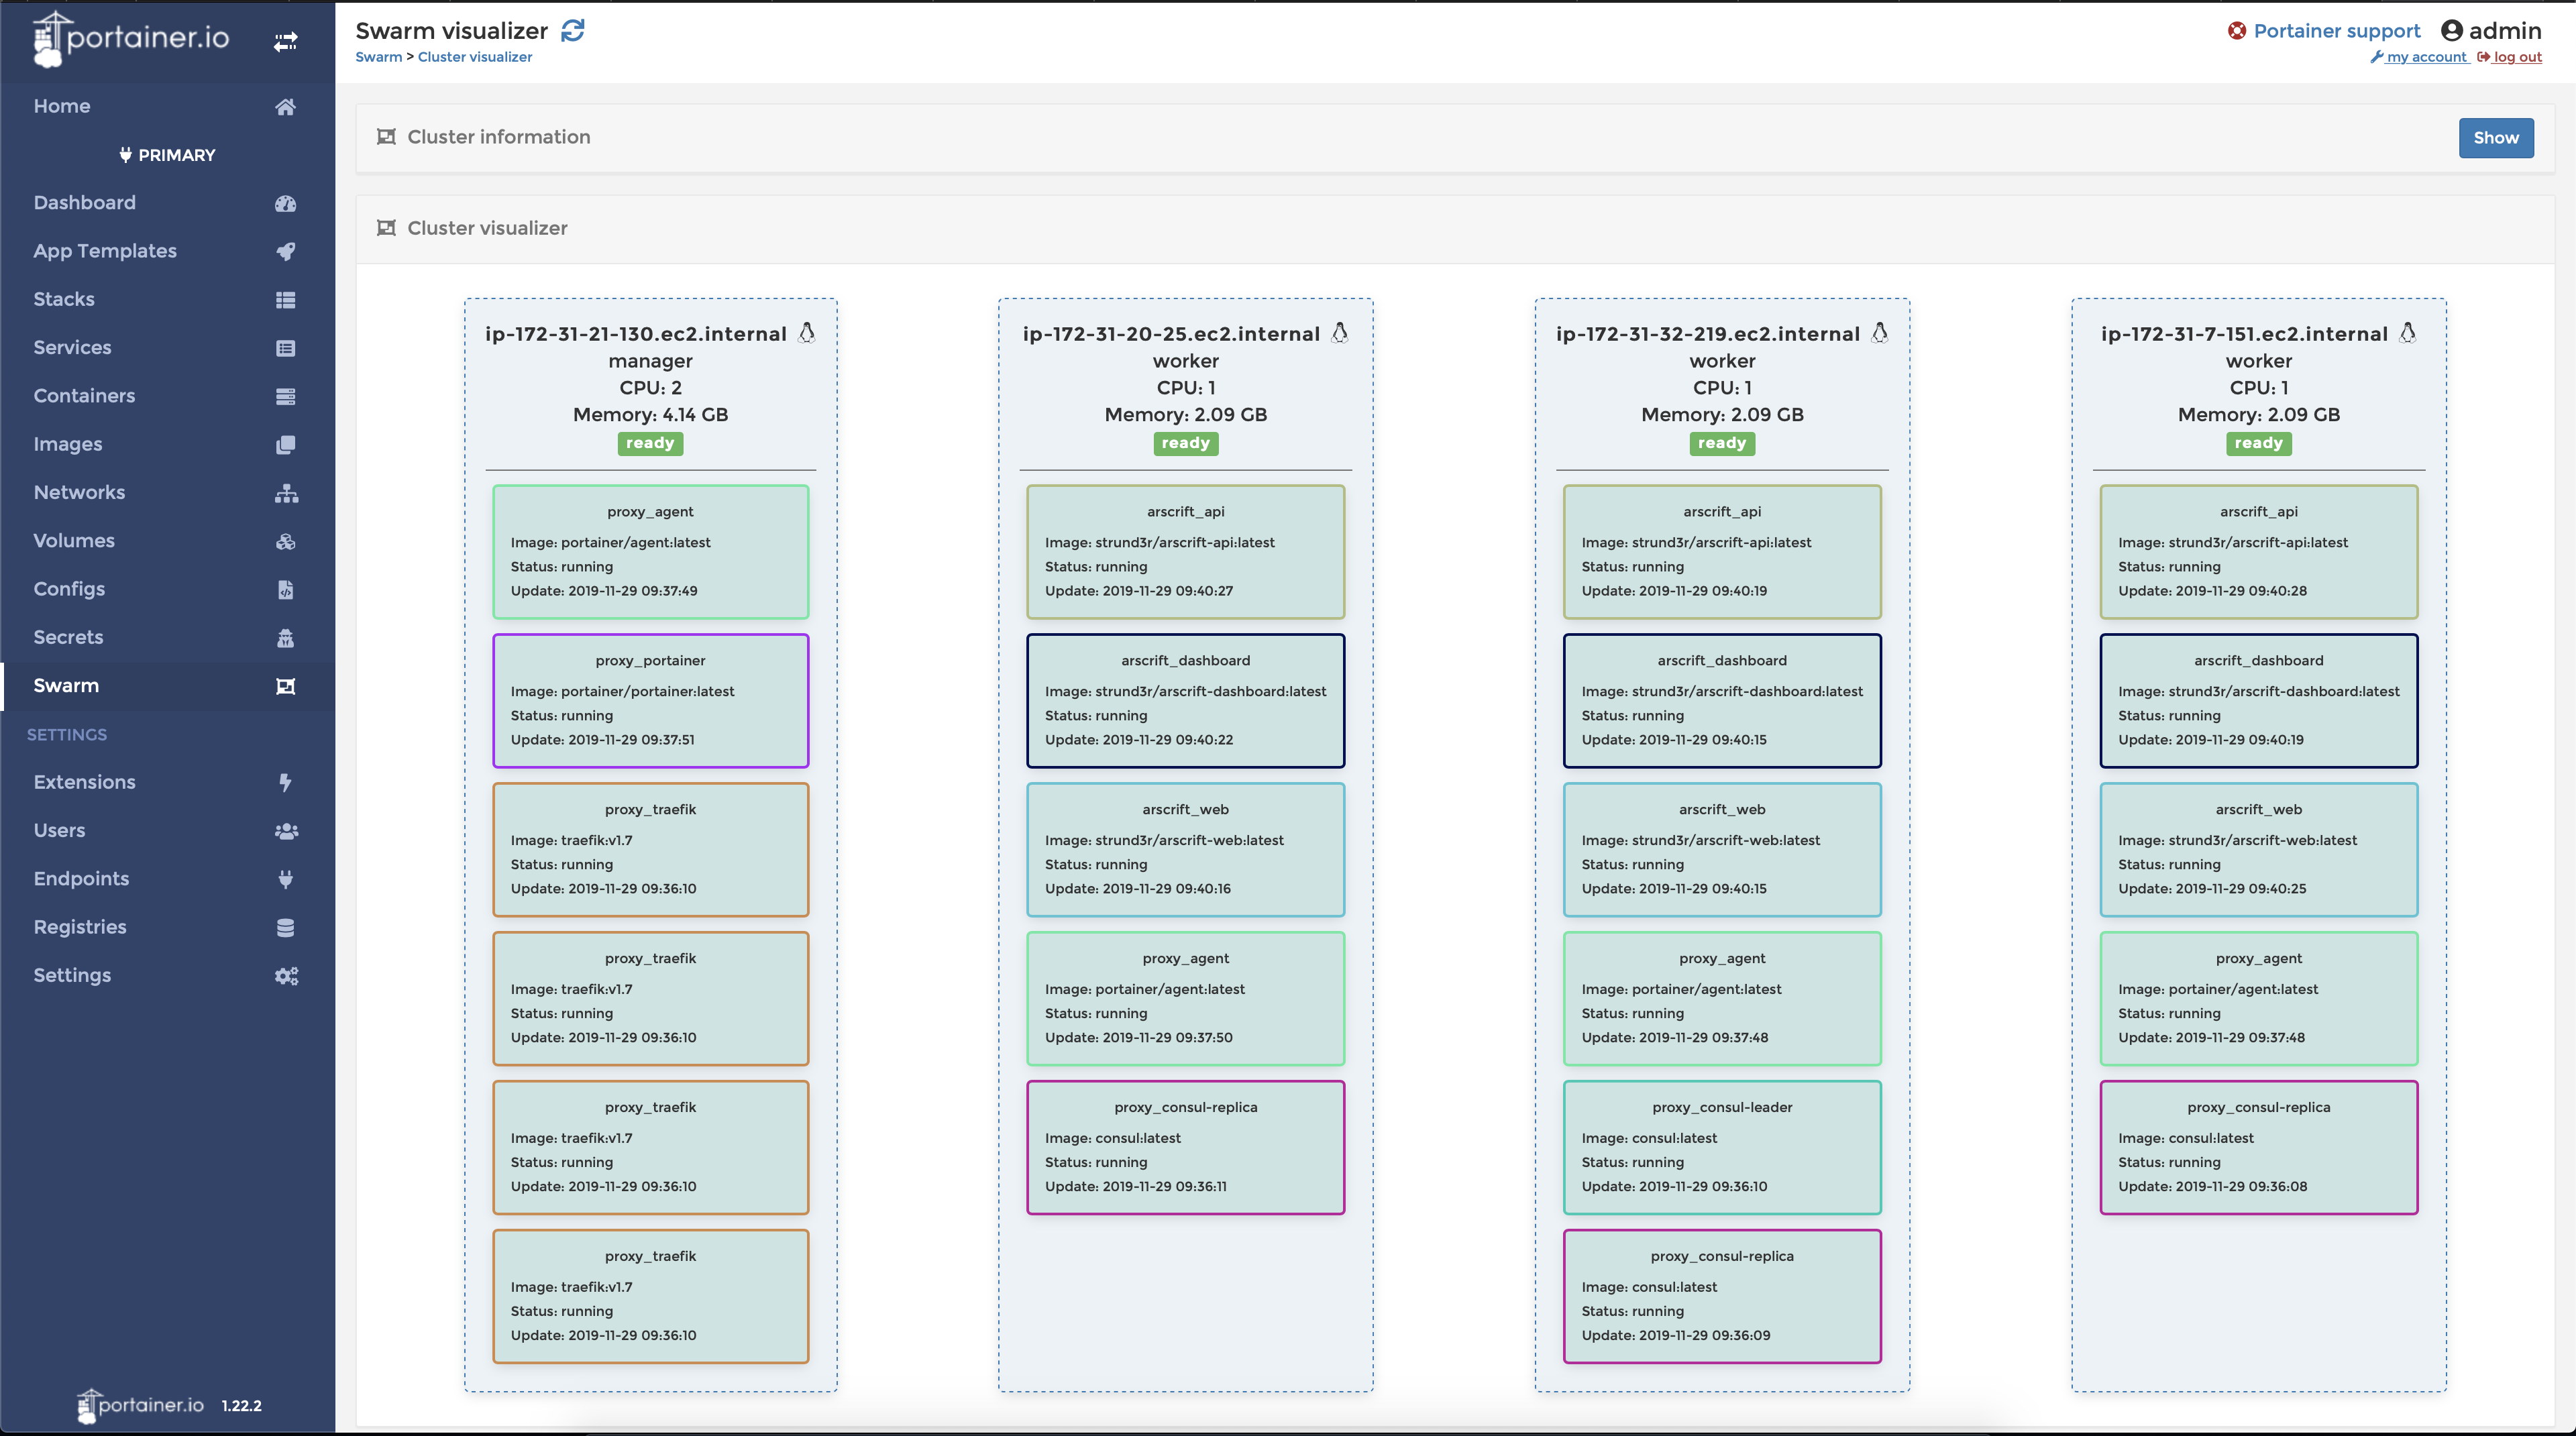 portainer.io
Home
PRIMARY
Dashboard
App Templates
Stacks
Services
Containers
Images
Networks
Volumes
Configs
Secrets
Swarm
SETTINGS
Extensions
Users
Endpoints
Registries
Settings
portainer.io 1.22.2
Swarm visualizer
Swarm > Cluster visualizer
Portainer support admin
my account log out
Cluster information
Show
Cluster visualizer
ip-172-31-21-130.ec2.internal
manager
CPU: 2
Memory: 4.14 GB
ready
proxy_agent
Image: portainer/agent:latest
Status: running
Update: 2019-11-29 09:37:49
proxy_portainer
Image: portainer/portainer:latest
Status: running
Update: 2019-11-29 09:37:51
proxy_traefik
Image: traefik:v1.7
Status: running
Update: 2019-11-29 09:36:10
proxy_traefik
Image: traefik:v1.7
Status: running
Update: 2019-11-29 09:36:10
proxy_traefik
Image: traefik:v1.7
Status: running
Update: 2019-11-29 09:36:10
proxy_traefik
Image: traefik:v1.7
Status: running
Update: 2019-11-29 09:36:10
ip-172-31-20-25.ec2.internal
worker
CPU: 1
Memory: 2.09 GB
ready
arscrift_api
Image: strund3r/arscrift-api:latest
Status: running
Update: 2019-11-29 09:40:27
arscrift_dashboard
Image: strund3r/arscrift-dashboard:latest
Status: running
Update: 2019-11-29 09:40:22
arscrift_web
Image: strund3r/arscrift-web:latest
Status: running
Update: 2019-11-29 09:40:16
proxy_agent
Image: portainer/agent:latest
Status: running
Update: 2019-11-29 09:37:50
proxy_consul-replica
Image: consul:latest
Status: running
Update: 2019-11-29 09:36:11
ip-172-31-32-219.ec2.internal
worker
CPU: 1
Memory: 2.09 GB
ready
arscrift_api
Image: strund3r/arscrift-api:latest
Status: running
Update: 2019-11-29 09:40:19
arscrift_dashboard
Image: strund3r/arscrift-dashboard:latest
Status: running
Update: 2019-11-29 09:40:15
arscrift_web
Image: strund3r/arscrift-web:latest
Status: running
Update: 2019-11-29 09:40:15
proxy_agent
Image: portainer/agent:latest
Status: running
Update: 2019-11-29 09:37:48
proxy_consul-leader
Image: consul:latest
Status: running
Update: 2019-11-29 09:36:10
proxy_consul-replica
Image: consul:latest
Status: running
Update: 2019-11-29 09:36:09
ip-172-31-7-151.ec2.internal
worker
CPU: 1
Memory: 2.09 GB
ready
arscrift_api
Image: strund3r/arscrift-api:latest
Status: running
Update: 2019-11-29 09:40:28
arscrift_dashboard
Image: strund3r/arscrift-dashboard:latest
Status: running
Update: 2019-11-29 09:40:19
arscrift_web
Image: strund3r/arscrift-web:latest
Status: running
Update: 2019-11-29 09:40:25
proxy_agent
Image: portainer/agent:latest
Status: running
Update: 2019-11-29 09:37:48
proxy_consul-replica
Image: consul:latest
Status: running
Update: 2019-11-29 09:36:08